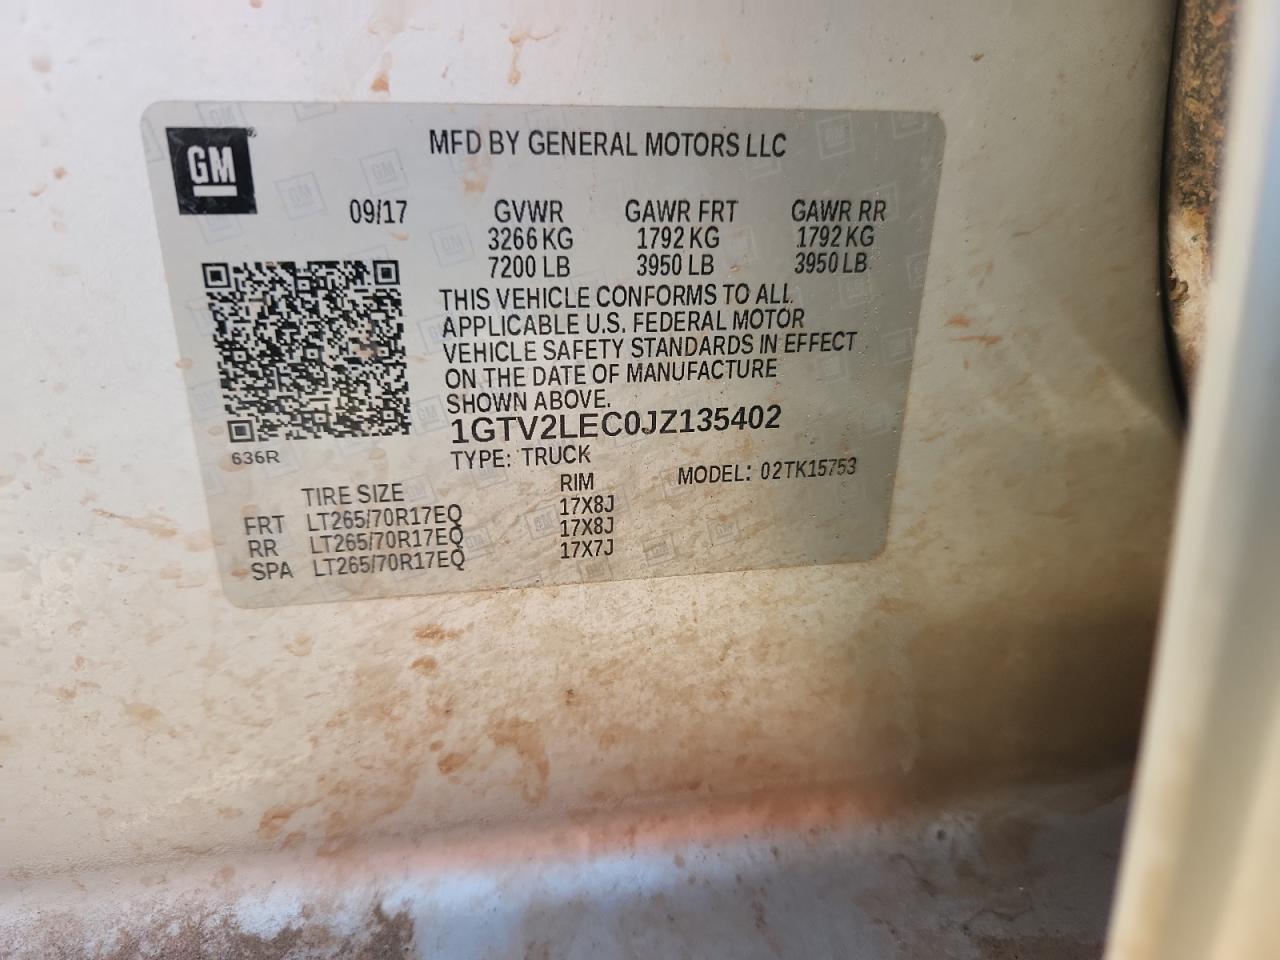 GM
MFD BY GENERAL MOTORS LLC
09/17 GVWR GAWR FRT GAWR RR
3266 KG 1792 KG 1792 KG
7200 LB 3950 LB 3950 LB
THIS VEHICLE CONFORMS TO ALL
APPLICABLE U.S. FEDERAL MOTOR
VEHICLE SAFETY STANDARDS IN EFFECT
ON THE DATE OF MANUFACTURE
SHOWN ABOVE.
1GTV2LEC0JZ135402
636R
TYPE: TRUCK
MODEL: 02TK15753
TIRE SIZE RIM
FRT LT265/70R17EQ 17X8J
RR LT265/70R17EQ 17X8J
SPA LT265/70R17EQ 17X7J